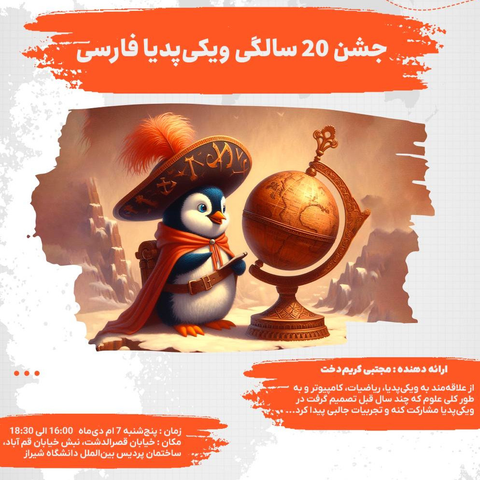 جشن 20 سالگی ویکی‌پدیا فارسی
ارائه دهنده : مجتبی کریم‌دخت
از علاقه‌مند به ویکی‌پدیا، ریاضیات، کامپیوتر و به
طور کلی علوم که چند سال قبل تصمیم گرفت در
ویکی‌پدیا مشارکت کنه و تجربیات جالبی پیدا کرد...
زمان : پنج‌شنبه 7 ام دی‌ماه 16:00 الی 18:30
مکان : خیابان قصرالدشت، نبش خیابان قم آباد،
ساختمان پردیس بین‌الملل دانشگاه شیراز